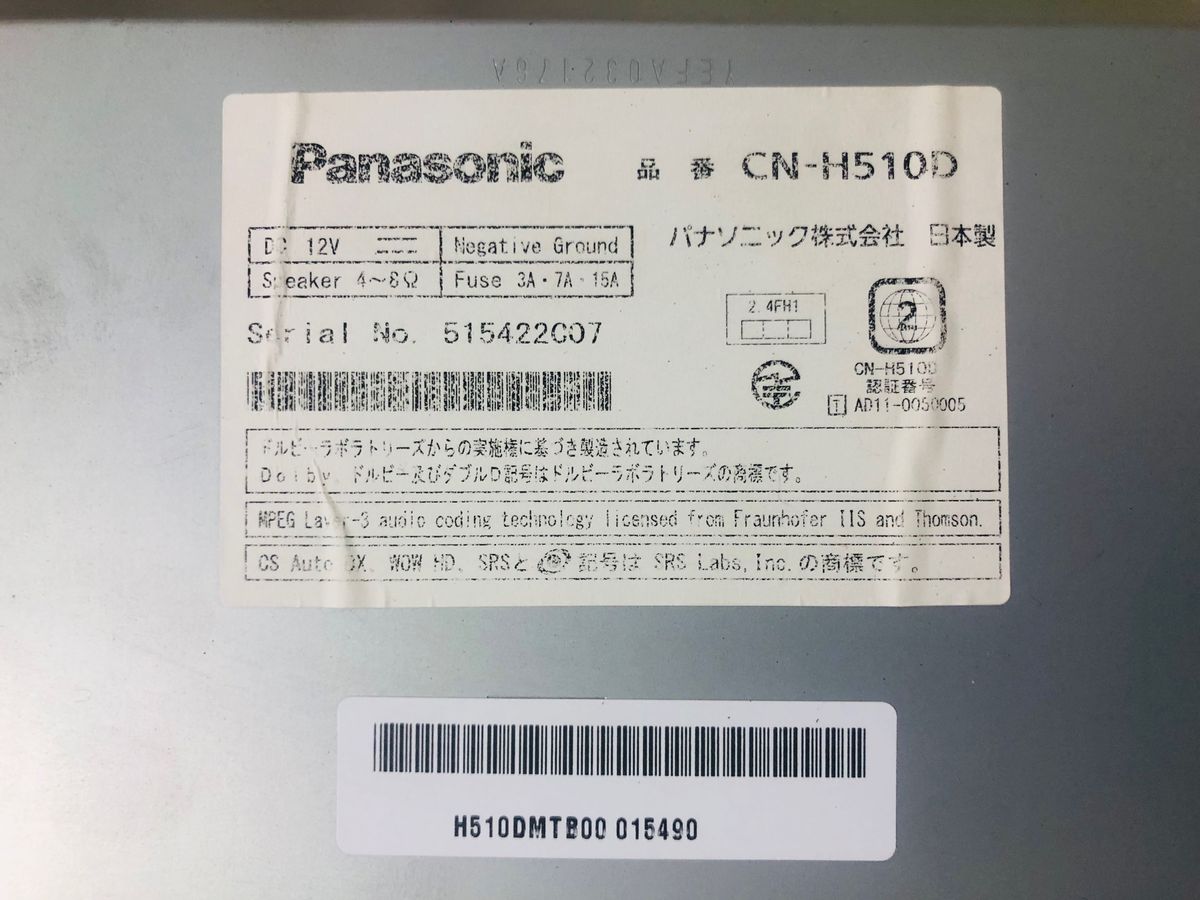 YEFA032176A
Panasonic 品 番 CN-H510D
パナソニック株式会社 日本製
DC 12V Negative Ground
Speaker 4～8Ω Fuse 3A・7A・15A
2.4FH1
Serial No. 515422C07
2
CN-H510D
認証番号
T AD11-0050005
ドルビーラボラトリーズからの実施権に基づき製造されています。
Dolby、ドルビー及びダブルD記号はドルビーラボラトリーズの商標です。
MPEG Layer-3 audio coding technology licensed from Fraunhofer IIS and Thomson.
CS Auto DX、WOW HD、SRSと 記号は SRS Labs,Inc.の商標です。
H510DMTB00 015490